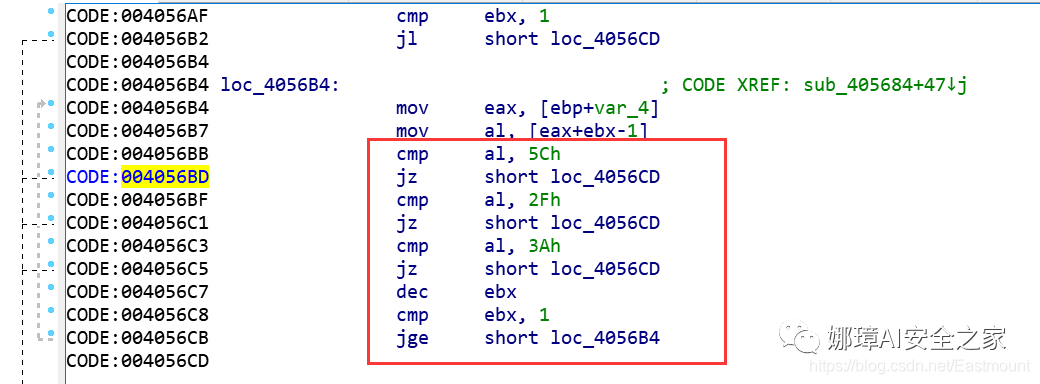 CODE:004056AF cmp ebx, 1
CODE:004056B2 jl short loc_4056CD
CODE:004056B4
CODE:004056B4 loc_4056B4: ; CODE XREF: sub_405684+47↓j
CODE:004056B4 mov eax, [ebp+var_4]
CODE:004056B7 mov al, [eax+ebx-1]
CODE:004056BB cmp al, 5Ch
CODE:004056BD jz short loc_4056CD
CODE:004056BF cmp al, 2Fh
CODE:004056C1 jz short loc_4056CD
CODE:004056C3 cmp al, 3Ah
CODE:004056C5 jz short loc_4056CD
CODE:004056C7 dec ebx
CODE:004056C8 cmp ebx, 1
CODE:004056CB jge short loc_4056B4
CODE:004056CD
娜璋AI安全之家
https://blog.csdn.net/Eastmount